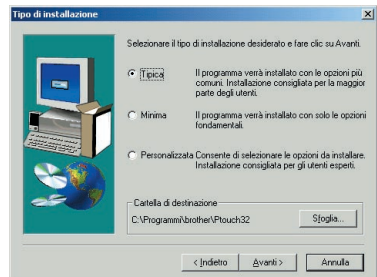 Tipo di installazione
Selezionare il tipo di installazione desiderato e fare clic su Avanti.
Tipica Il programma verrà installato con le opzioni più
comuni. Installazione consigliata per la maggior
parte degli utenti.
Minima Il programma verrà installato con solo le opzioni
fondamentali.
Personalizzata Consente di selezionare le opzioni da installare.
Installazione consigliata per gli utenti esperti.
Cartella di destinazione
C:\Programmi\brother\Ptouch32 Sfoglia...
< Indietro Avanti > Annulla